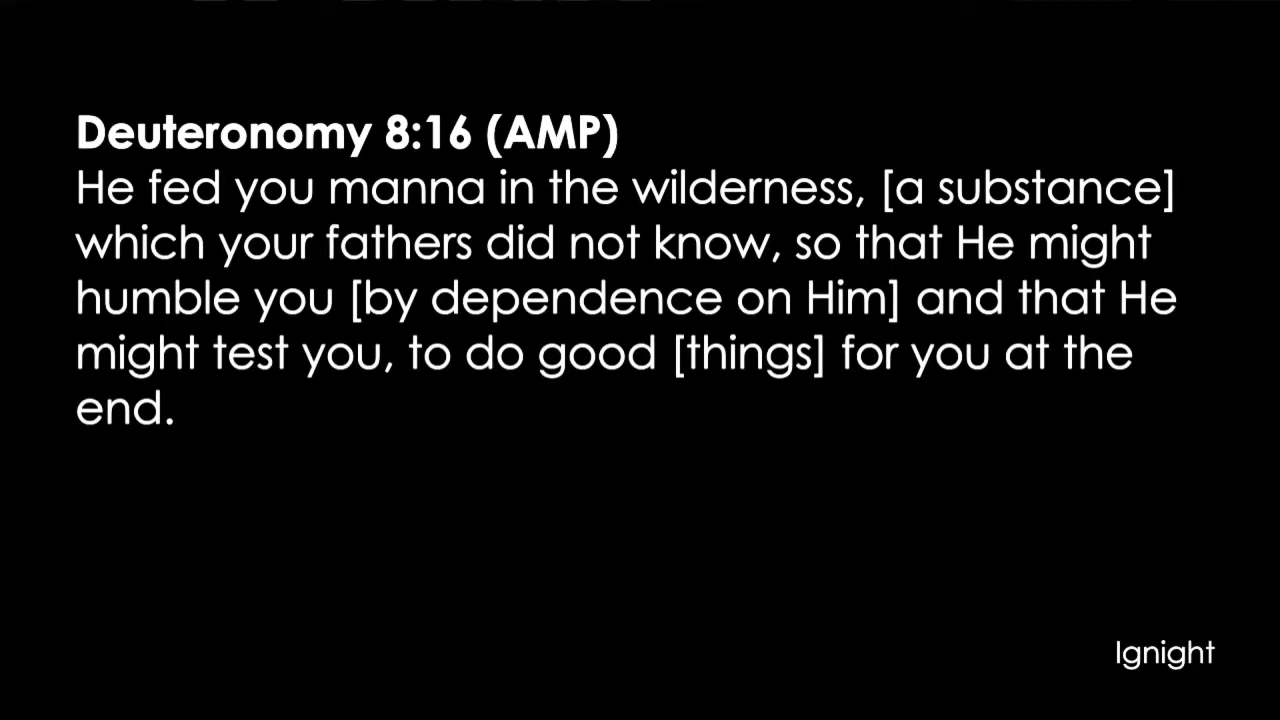 Deuteronomy 8:16 (AMP)
He fed you manna in the wilderness, [a substance]
which your fathers did not know, so that He might
humble you [by dependence on Him] and that He
might test you, to do good [things] for you at the
end.
Ignight